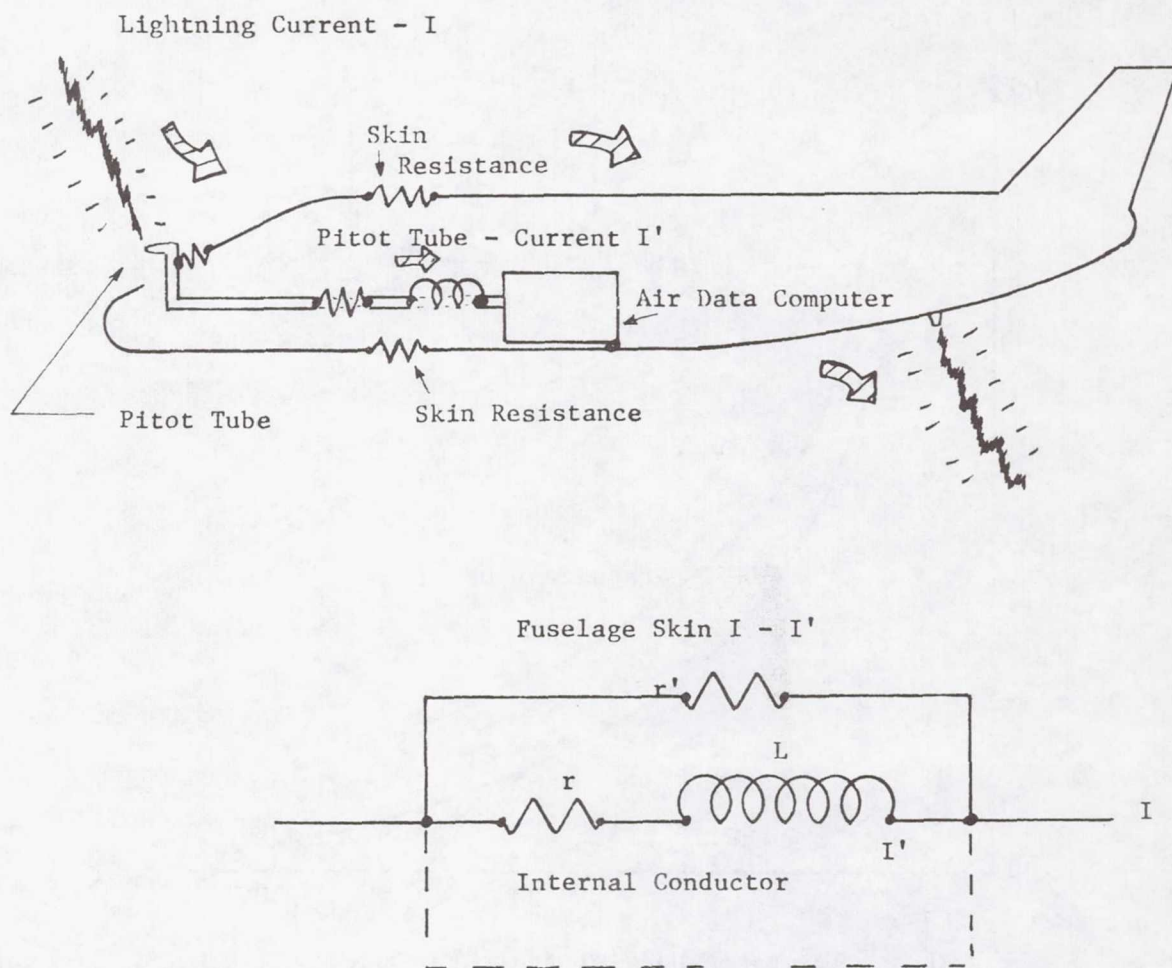 Lightning Current - I
Skin
Resistance
Pitot Tube - Current I'
Air Data Computer
Pitot Tube
Skin Resistance
Fuselage Skin I - I'
r'
L
r
I
I'
Internal Conductor